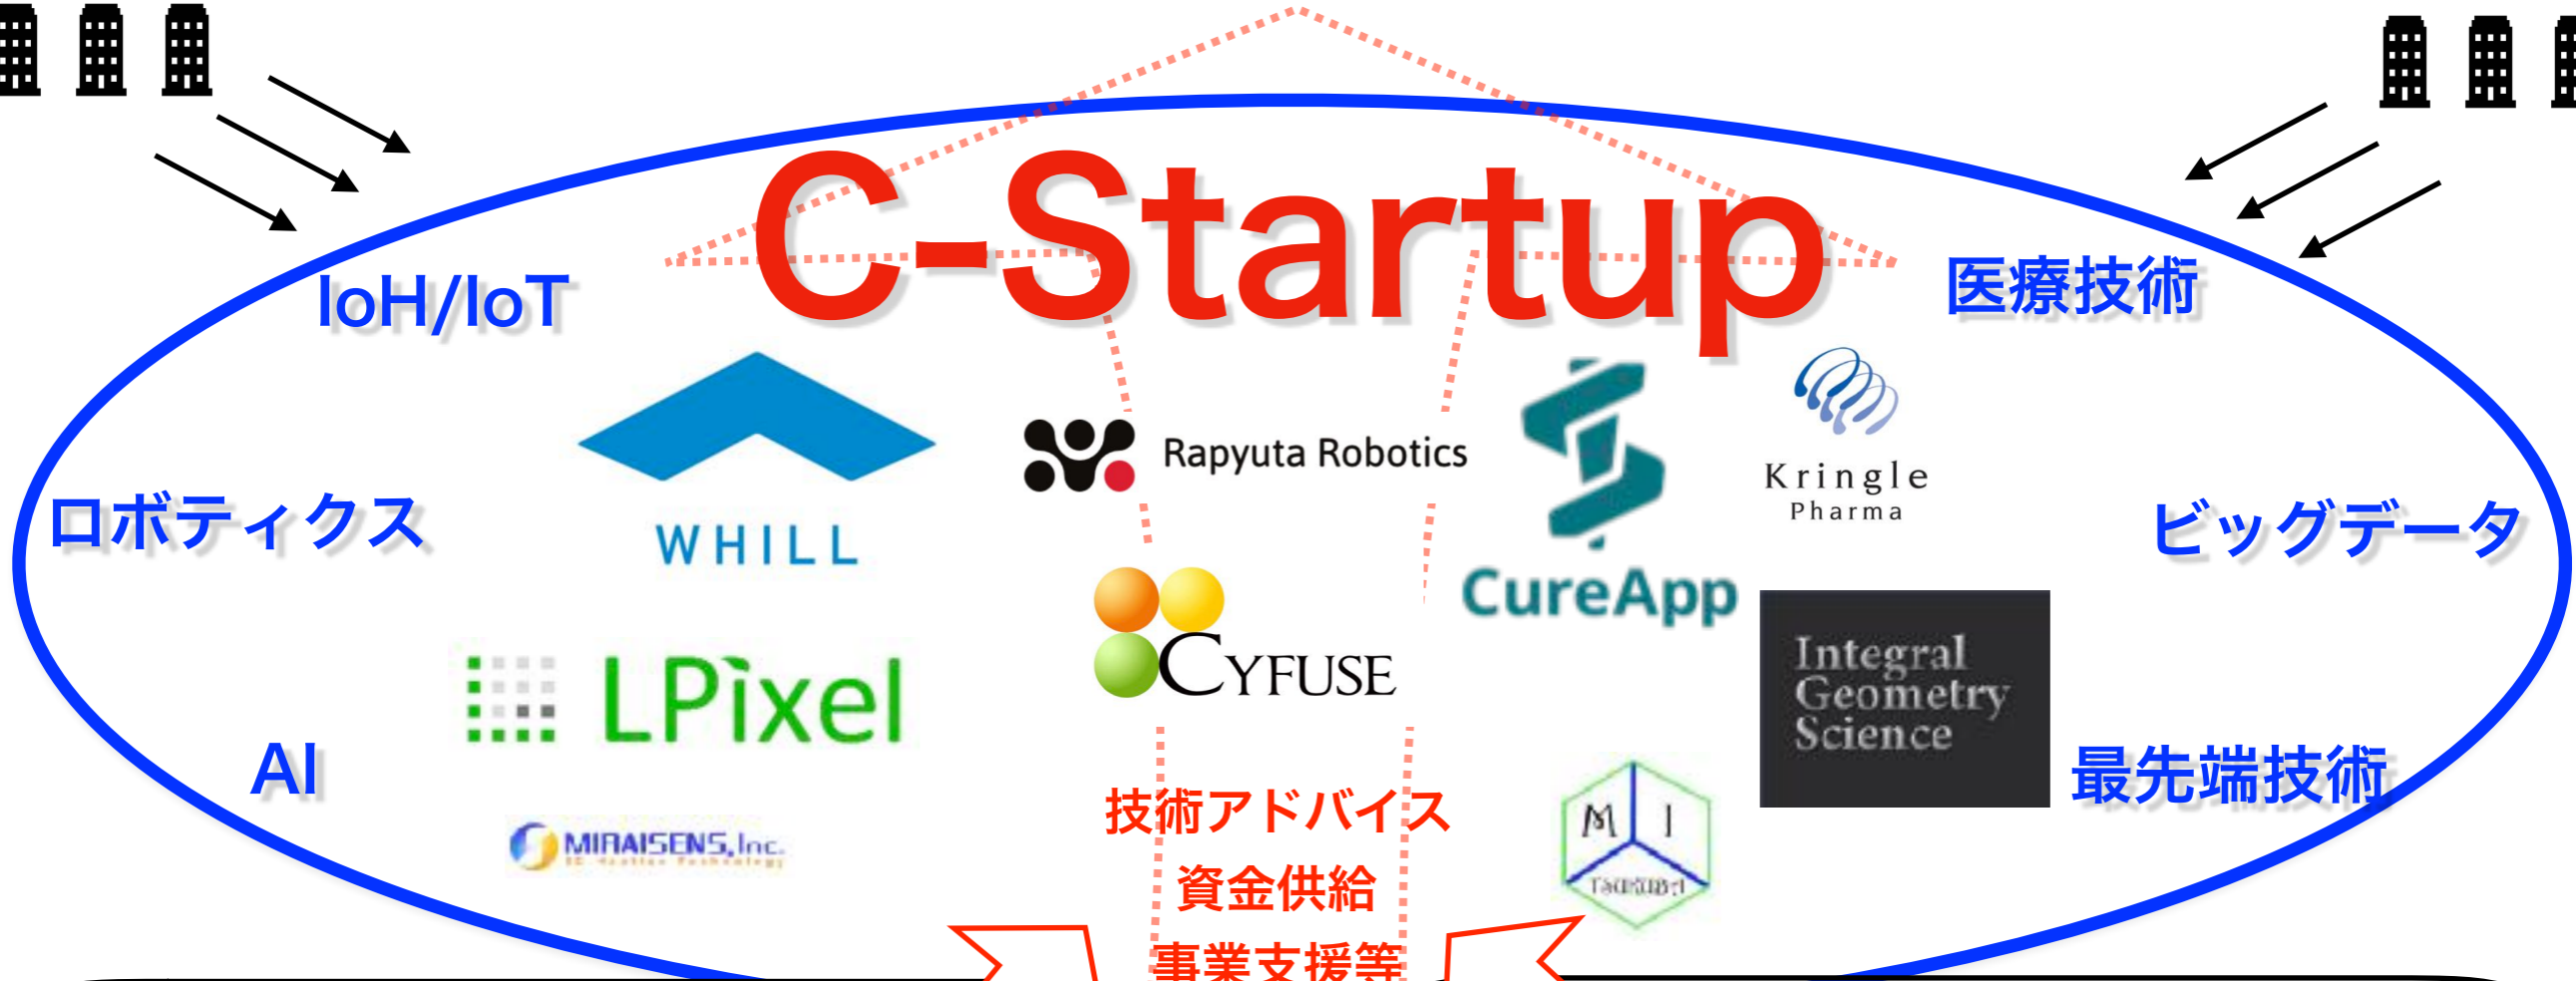 C-Startup
IoH/IoT
医療技術
Rapyuta Robotics
Kringle
Pharma
ロボティクス
WHILL
ビッグデータ
CureApp
CYFUSE
Integral
Geometry
Science
LPixel
AI
最先端技術
技術アドバイス
MIRAISENS, Inc.
M I
資金供給
事業支援等